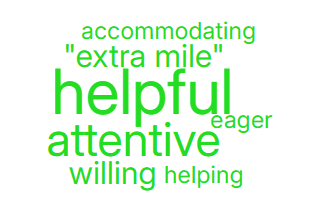 accommodating
"extra mile"
helpful
eager
attentive
willing helping